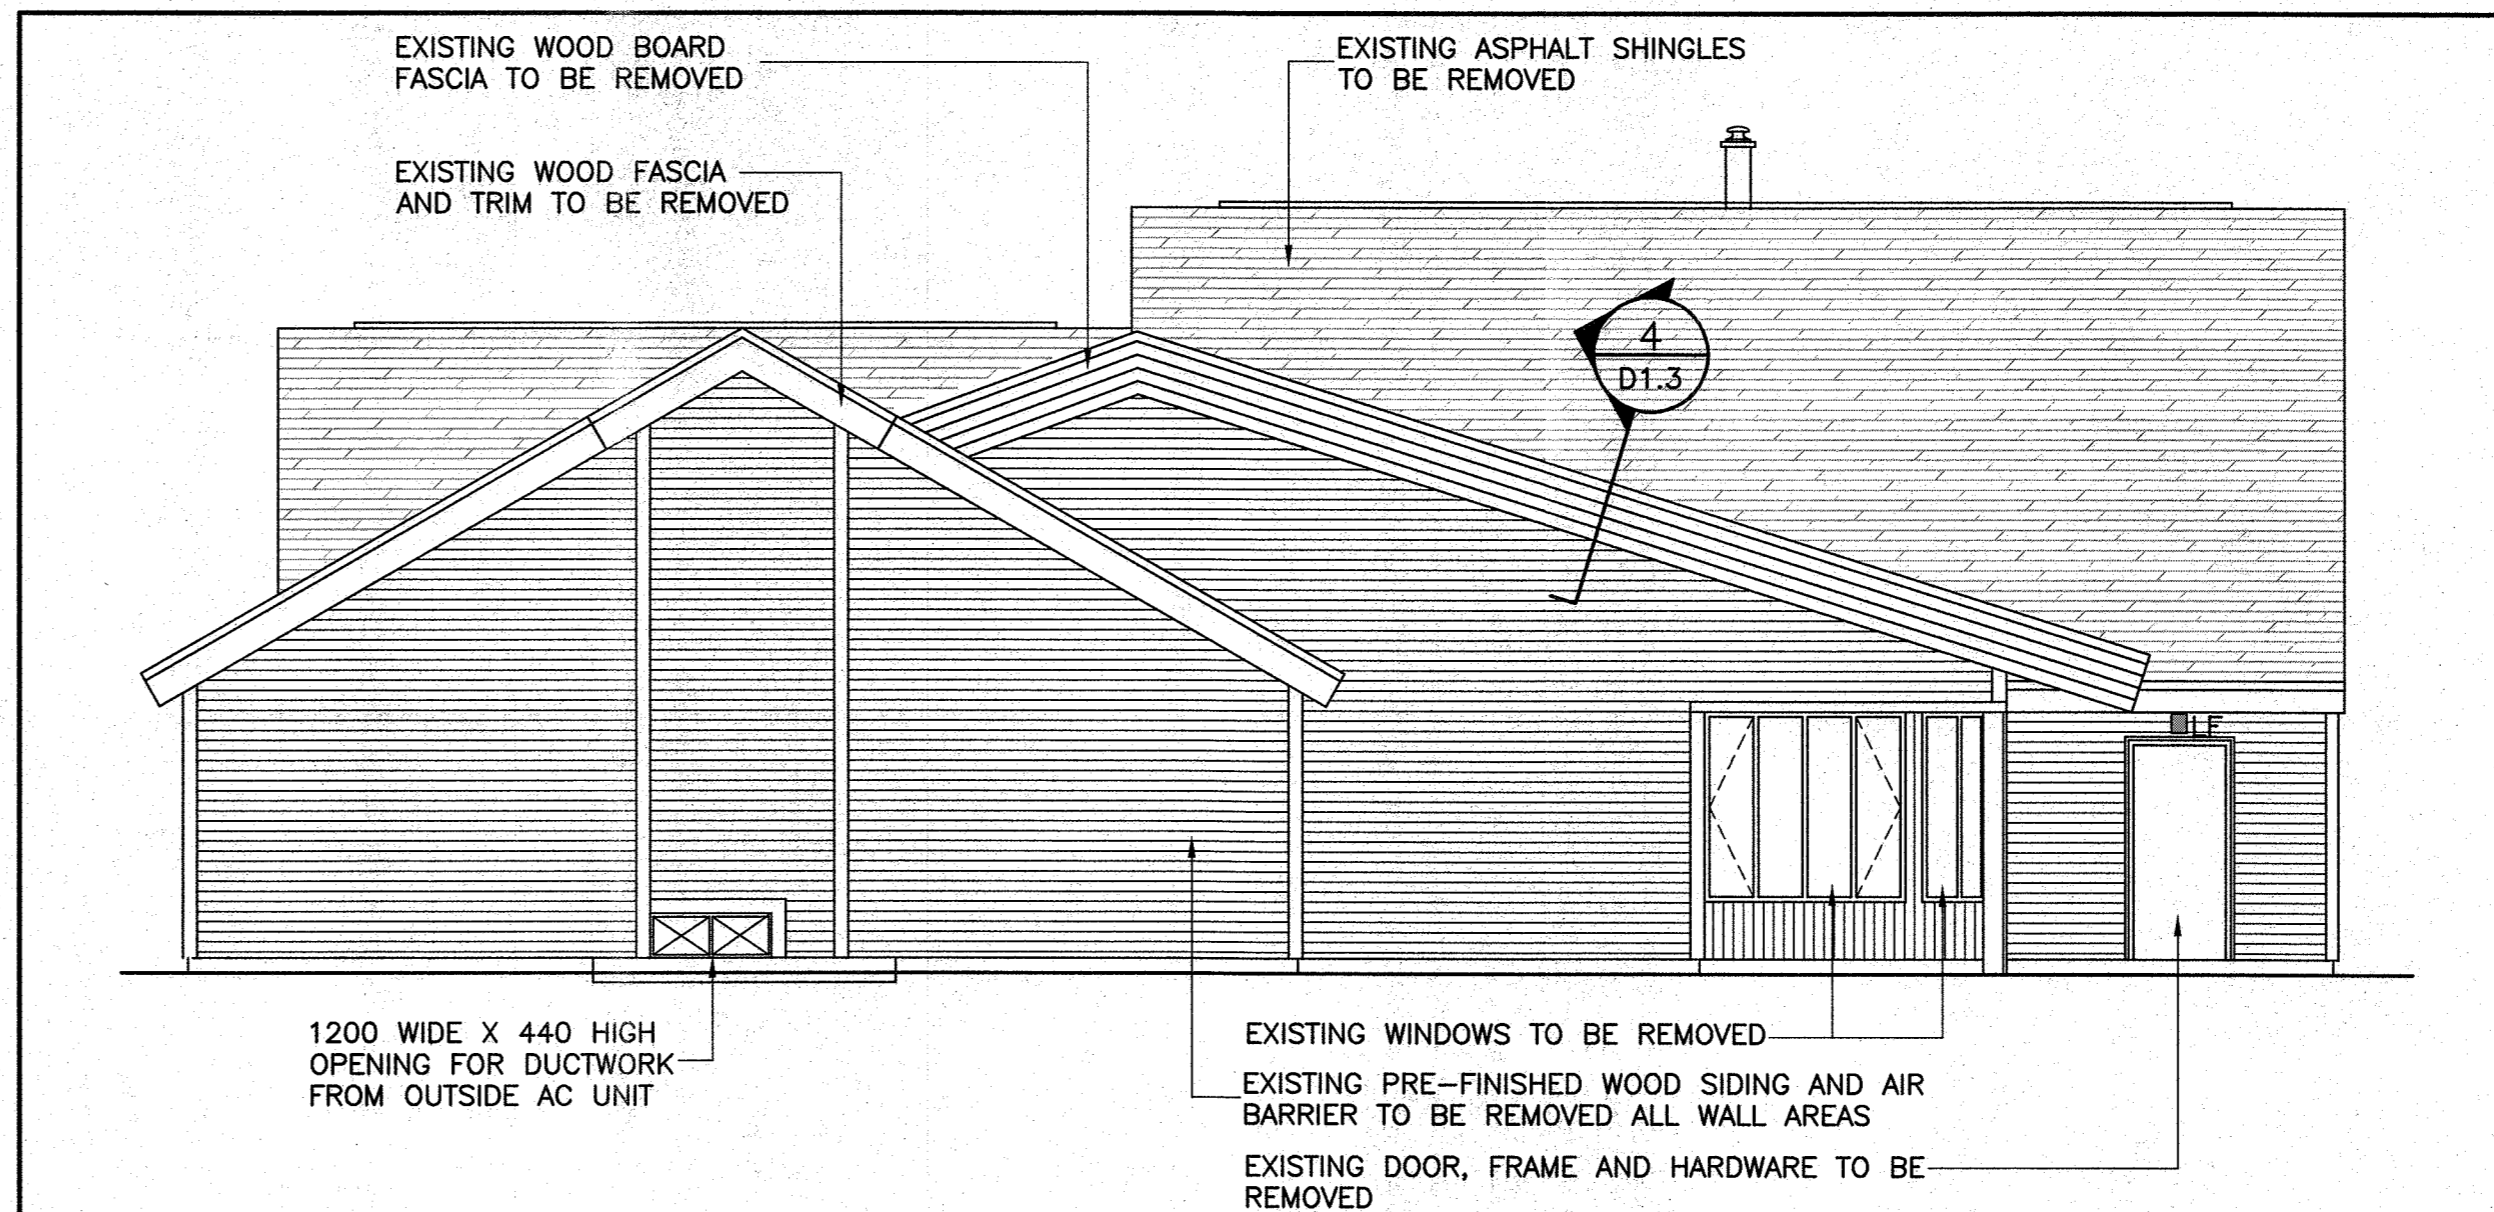 EXISTING WOOD BOARD
FASCIA TO BE REMOVED
EXISTING ASPHALT SHINGLES
TO BE REMOVED
EXISTING WOOD FASCIA
AND TRIM TO BE REMOVED
4
D1.3
LF
1200 WIDE X 440 HIGH
OPENING FOR DUCTWORK
FROM OUTSIDE AC UNIT
EXISTING WINDOWS TO BE REMOVED
EXISTING PRE-FINISHED WOOD SIDING AND AIR
BARRIER TO BE REMOVED ALL WALL AREAS
EXISTING DOOR, FRAME AND HARDWARE TO BE
REMOVED